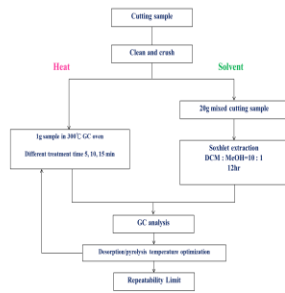 Cutting sample
Clean and crush
Heat
Solvent
20g mixed cutting sample
1g sample in 300℃ GC oven
Different treatment time 5, 10, 15 min
Soxhlet extraction
DCM : MeOH=10 : 1
12hr
GC analysis
Desorption/pyrolysis temperature optimization
Repeatability Limit